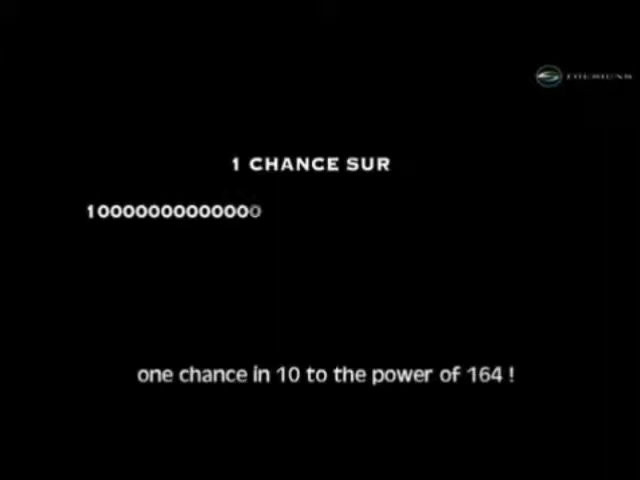 1 CHANCE SUR
10000000000000
one chance in 10 to the power of 164 !